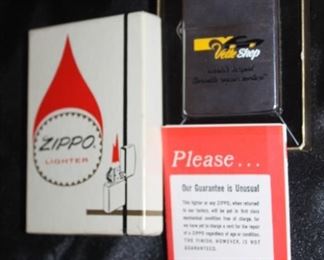 ZIPPO
LIGHTER
Shop
Please...
Our Guarantee is Unusual
This lighter or any ZIPPO, when returned
to our factory, will be put in first class
mechanical condition free of charge, for
we have yet to charge a cent for the repair
of a ZIPPO regardless of age or condition.
THE FINISH, HOWEVER, IS NOT
GUARANTEED.